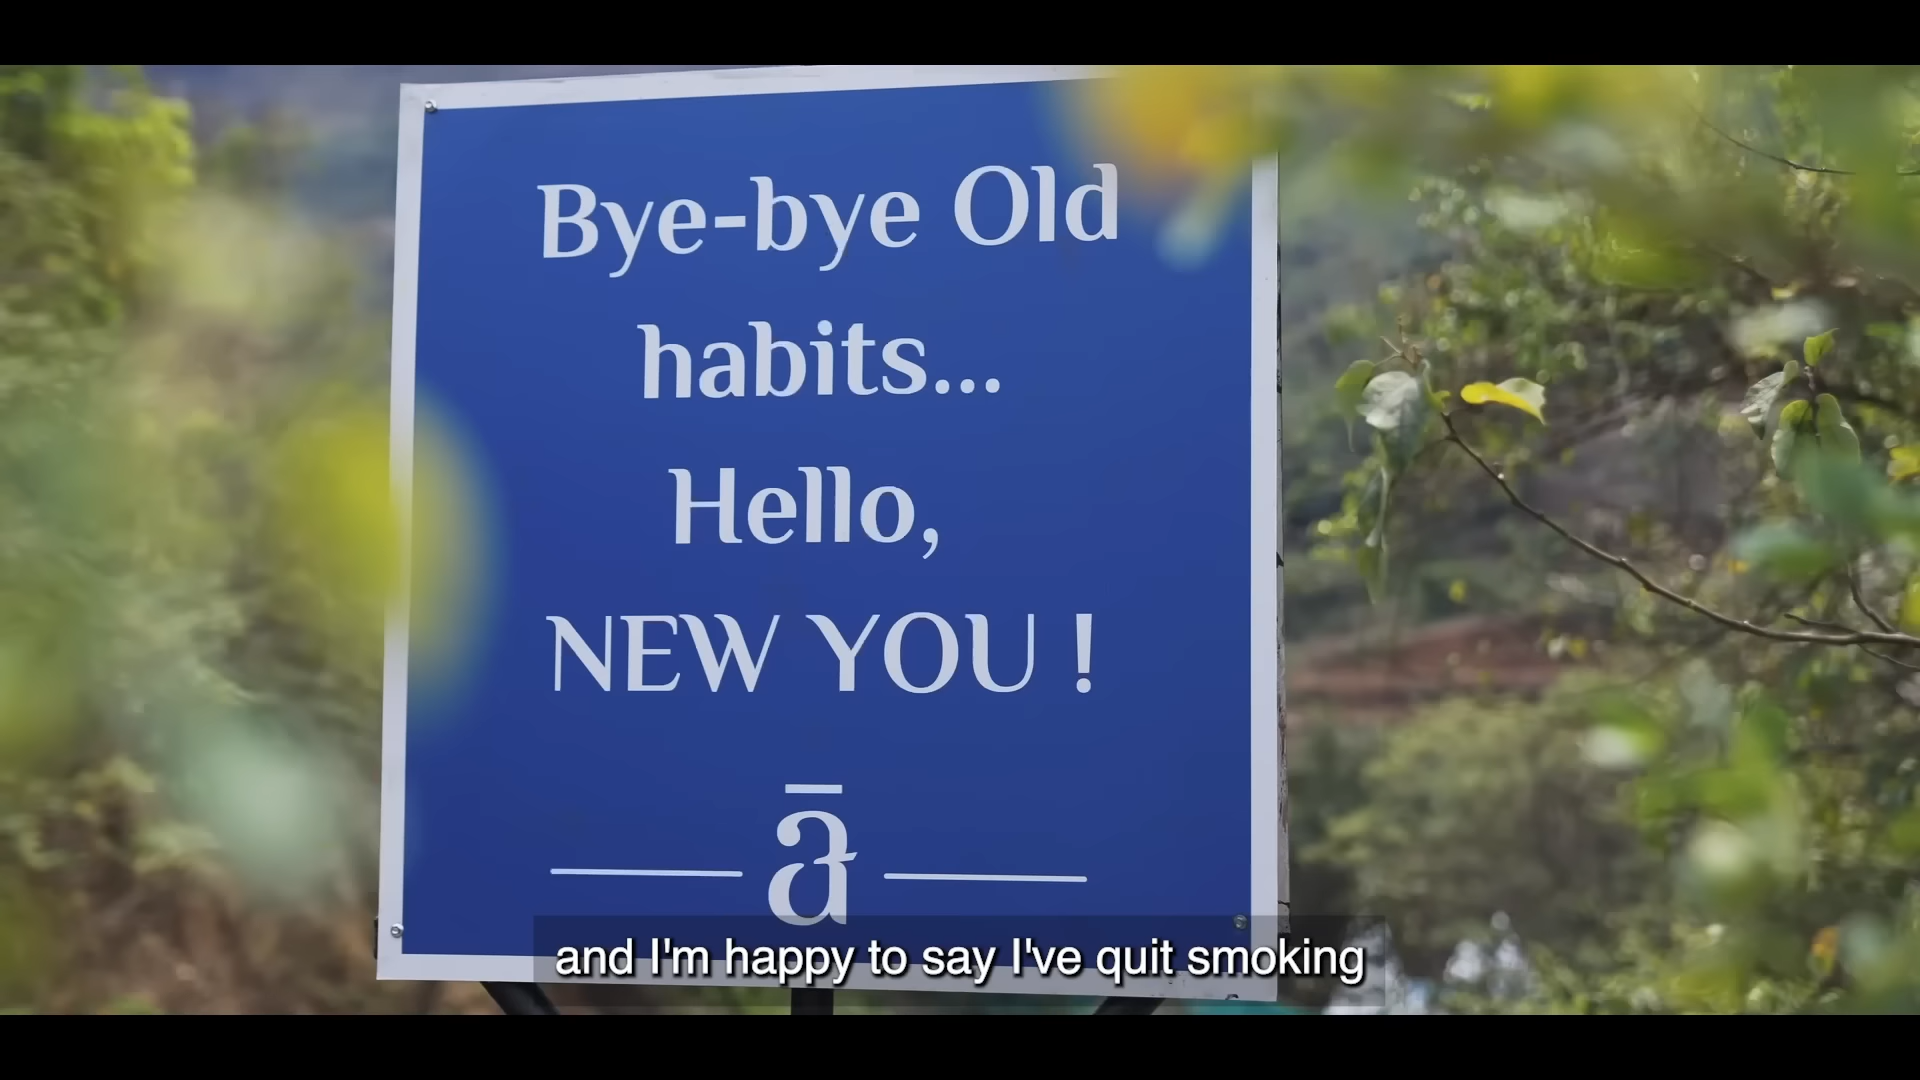 Bye-bye Old
habits...
Hello,
NEW YOU !
ā
and I'm happy to say I've quit smoking